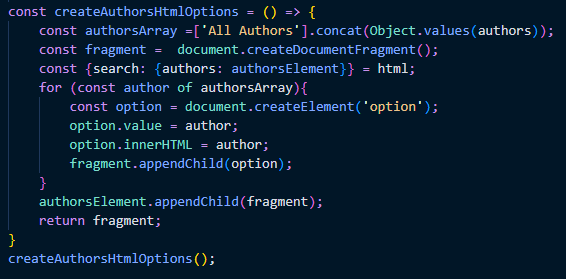 const createAuthorsHtmlOptions = () => {
    const authorsArray =['All Authors'].concat(Object.values(authors));
    const fragment =  document.createDocumentFragment();
    const {search: {authors: authorsElement}} = html;
    for (const author of authorsArray){
        const option = document.createElement('option');
        option.value = author;
        option.innerHTML = author;
        fragment.appendChild(option);
    }
    authorsElement.appendChild(fragment);
    return fragment;
}
createAuthorsHtmlOptions();